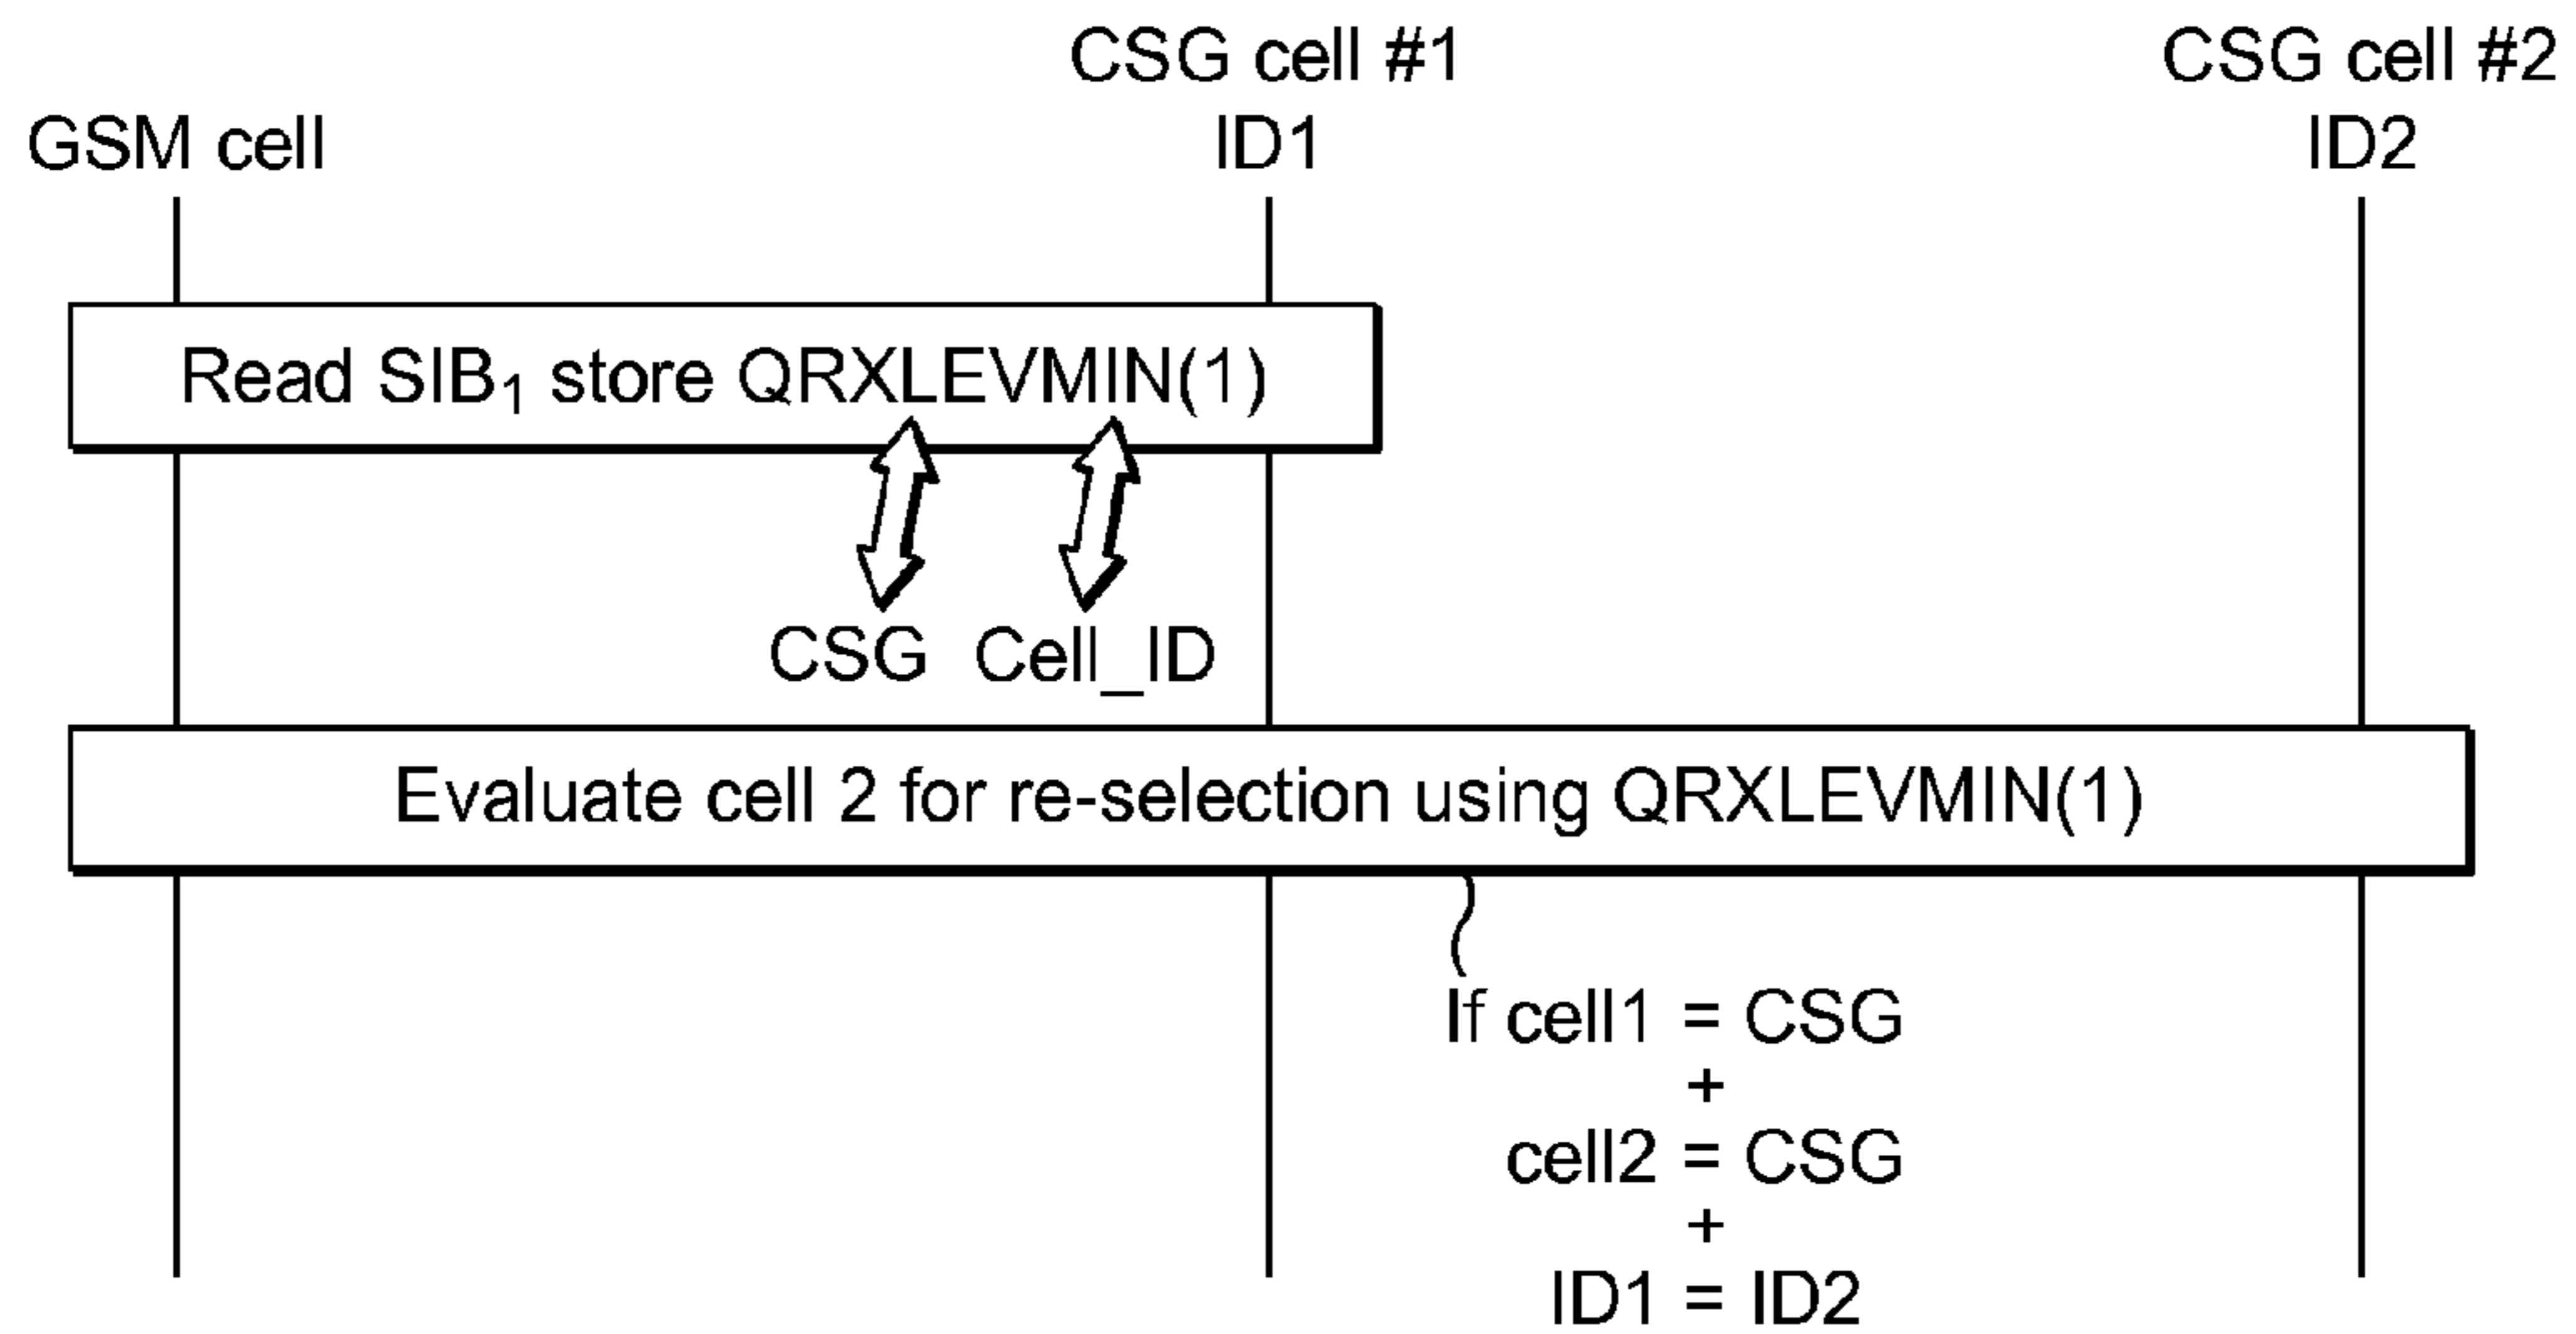 CSG cell #1
CSG cell #2
GSM cell
ID1
ID2
Read SIB₁ store QRXLEVMIN(1)
CSG Cell_ID
Evaluate cell 2 for re-selection using QRXLEVMIN(1)
If cell1 = CSG
+
cell2 = CSG
+
ID1 = ID2